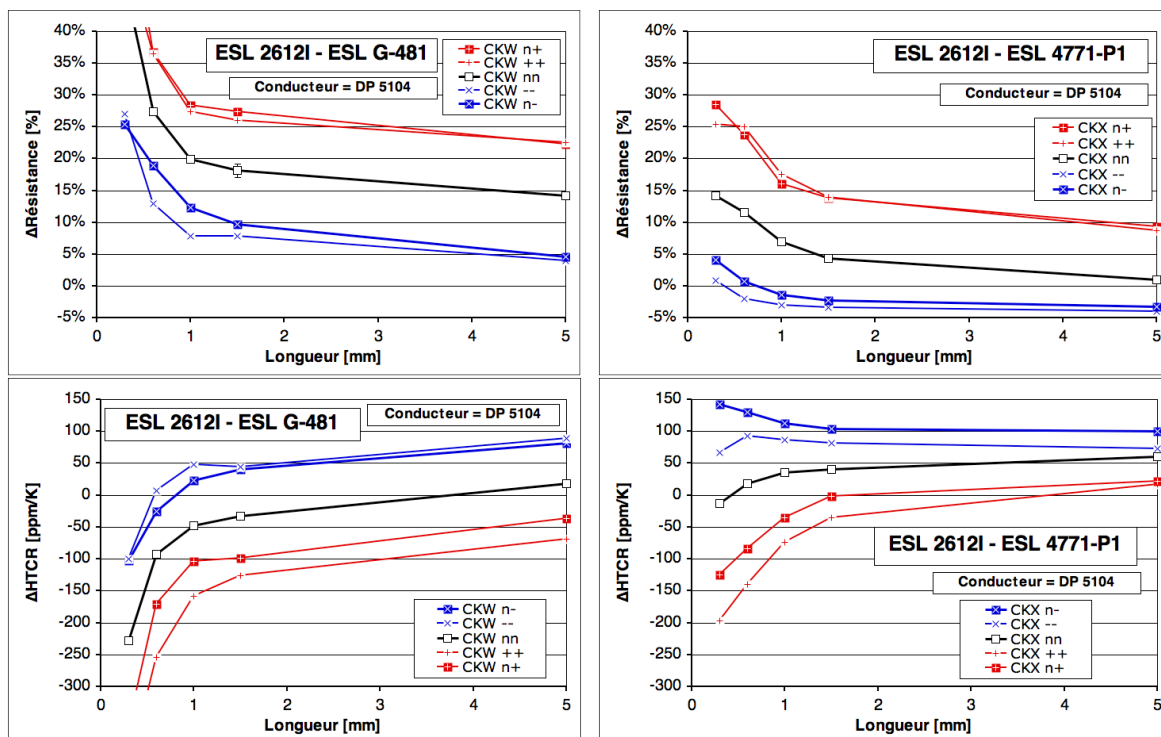 40%
35%
30%
25%
20%
15%
10%
5%
0%
-5%
ΔRésistance [%]
ESL 2612I - ESL G-481
Conducteur = DP 5104
CKW n+
CKW ++
CKW nn
CKW --
CKW n-
0 1 2 3 4 5
Longueur [mm]
40%
35%
30%
25%
20%
15%
10%
5%
0%
-5%
ΔRésistance [%]
ESL 2612I - ESL 4771-P1
Conducteur = DP 5104
CKX n+
CKX ++
CKX nn
CKX --
CKX n-
0 1 2 3 4 5
Longueur [mm]
150
100
50
0
-50
-100
-150
-200
-250
-300
ΔHTCR [ppm/K]
ESL 2612I - ESL G-481
Conducteur = DP 5104
CKW n-
CKW --
CKW nn
CKW ++
CKW n+
0 1 2 3 4 5
Longueur [mm]
150
100
50
0
-50
-100
-150
-200
-250
-300
ΔHTCR [ppm/K]
ESL 2612I - ESL 4771-P1
Conducteur = DP 5104
CKX n-
CKX --
CKX nn
CKX ++
CKX n+
0 1 2 3 4 5
Longueur [mm]